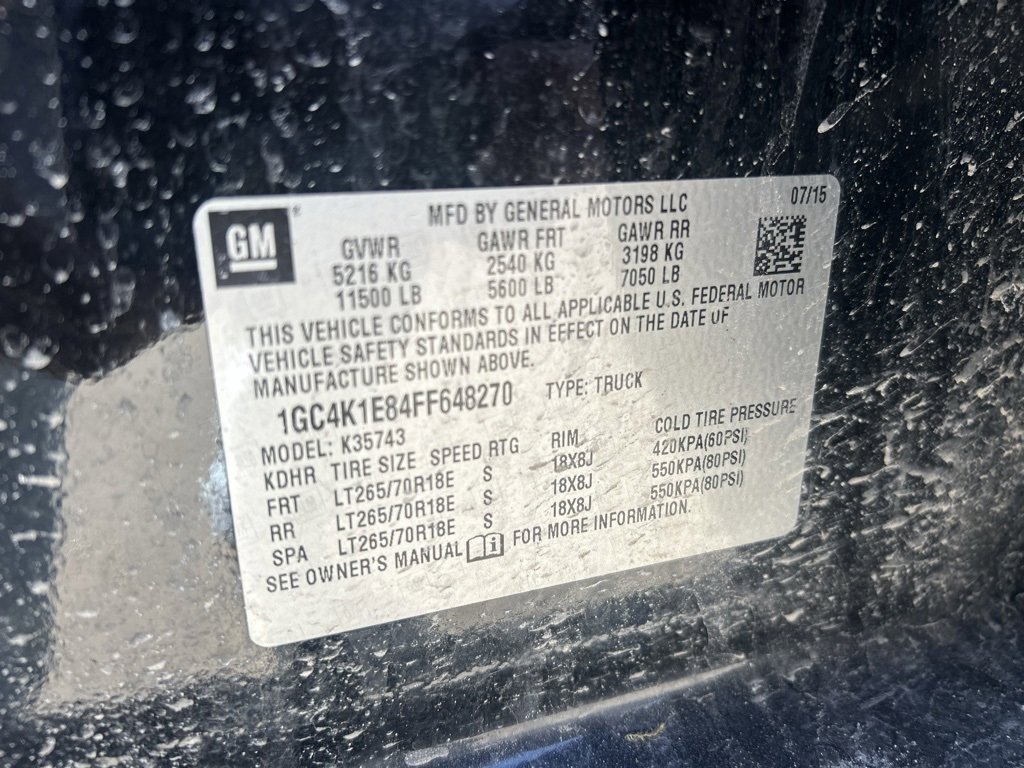 GM®
MFD BY GENERAL MOTORS LLC 07/15
GVWR GAWR FRT GAWR RR
5216 KG 2540 KG 3198 KG
11500 LB 5600 LB 7050 LB
THIS VEHICLE CONFORMS TO ALL APPLICABLE U.S. FEDERAL MOTOR
VEHICLE SAFETY STANDARDS IN EFFECT ON THE DATE OF
MANUFACTURE SHOWN ABOVE.
1GC4K1E84FF648270 TYPE: TRUCK
MODEL: K35743
KDHR TIRE SIZE SPEED RTG RIM COLD TIRE PRESSURE
FRT LT265/70R18E S 18X8J 420KPA(60PSI)
RR LT265/70R18E S 18X8J 550KPA(80PSI)
SPA LT265/70R18E S 18X8J 550KPA(80PSI)
SEE OWNER'S MANUAL FOR MORE INFORMATION.